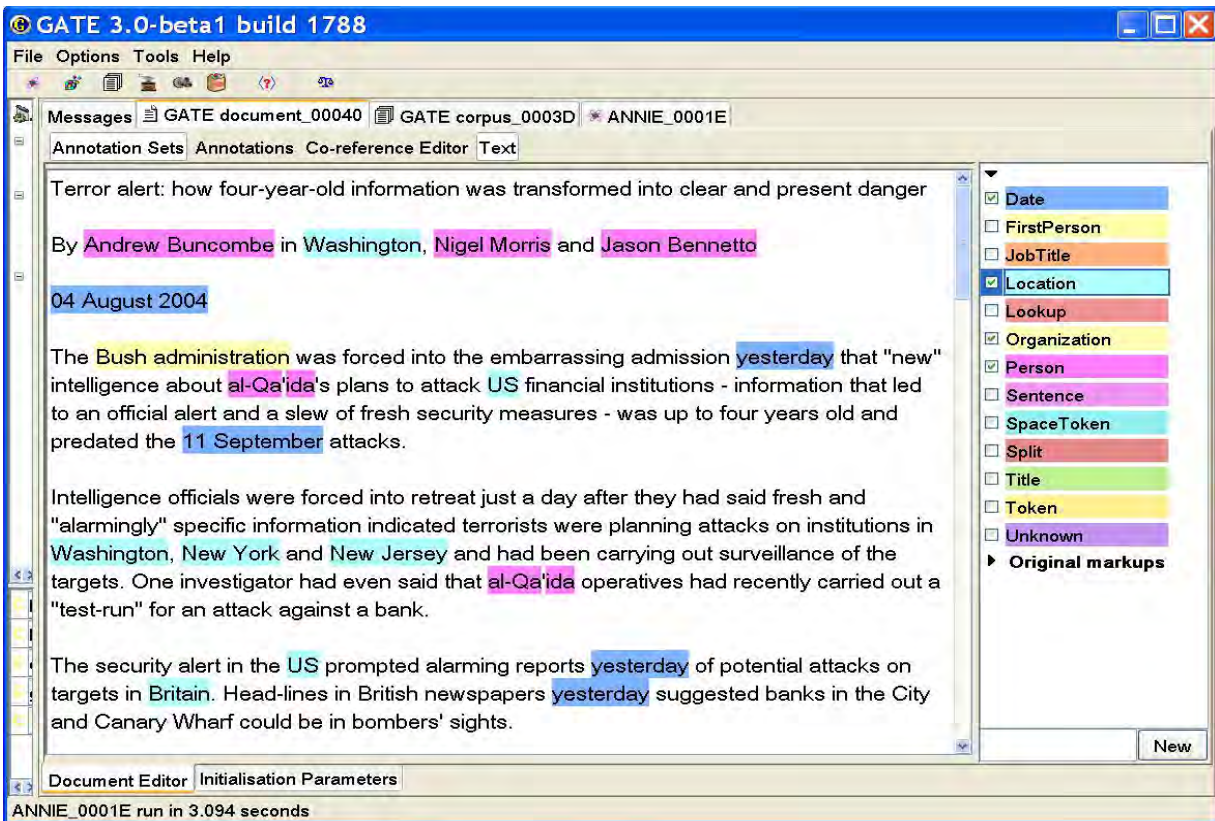 GATE 3.0-beta1 build 1788
File Options Tools Help
Messages GATE document_00040 GATE corpus_0003D ANNIE_0001E
Annotation Sets Annotations Co-reference Editor Text
Terror alert: how four-year-old information was transformed into clear and present danger
By Andrew Buncombe in Washington, Nigel Morris and Jason Bennetto
04 August 2004
The Bush administration was forced into the embarrassing admission yesterday that "new"
intelligence about al-Qa'ida's plans to attack US financial institutions - information that led
to an official alert and a slew of fresh security measures - was up to four years old and
predated the 11 September attacks.
Intelligence officials were forced into retreat just a day after they had said fresh and
"alarmingly" specific information indicated terrorists were planning attacks on institutions in
Washington, New York and New Jersey and had been carrying out surveillance of the
targets. One investigator had even said that al-Qa'ida operatives had recently carried out a
"test-run" for an attack against a bank.
The security alert in the US prompted alarming reports yesterday of potential attacks on
targets in Britain. Head-lines in British newspapers yesterday suggested banks in the City
and Canary Wharf could be in bombers' sights.
Date
FirstPerson
JobTitle
Location
Lookup
Organization
Person
Sentence
SpaceToken
Split
Title
Token
Unknown
Original markups
New
Document Editor Initialisation Parameters
ANNIE_0001E run in 3.094 seconds